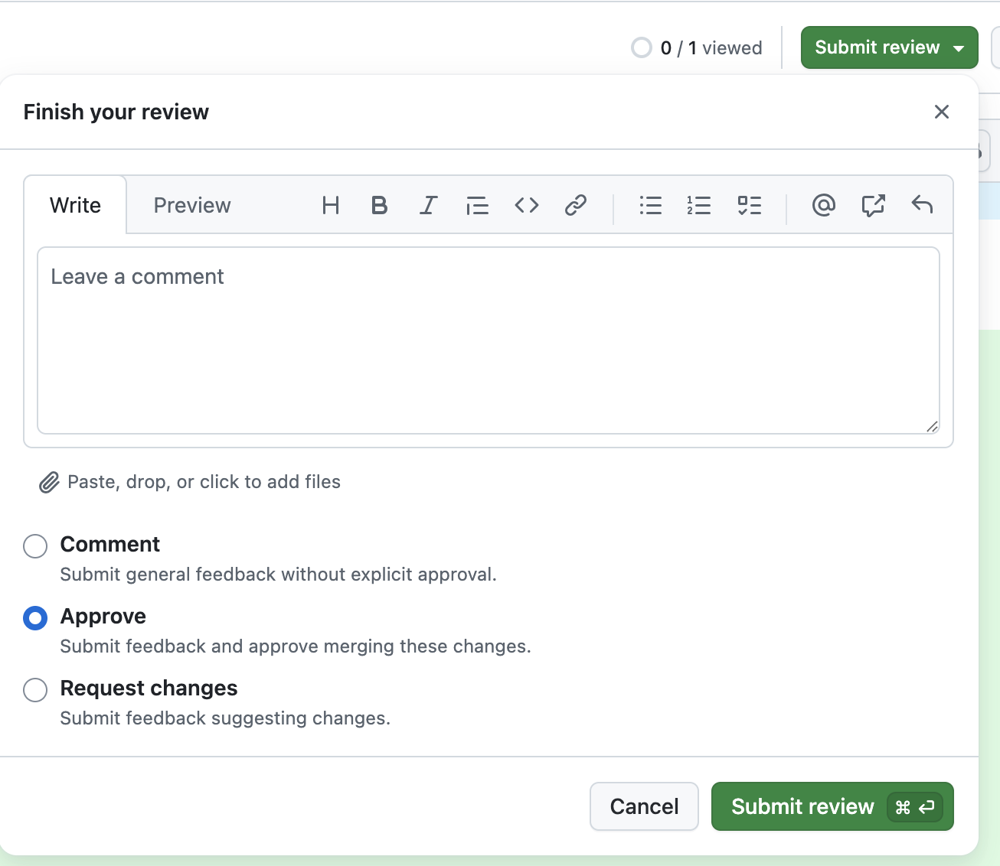 0 / 1 viewed
Submit review
Finish your review
Write Preview
Leave a comment
Paste, drop, or click to add files
Comment
Submit general feedback without explicit approval.
Approve
Submit feedback and approve merging these changes.
Request changes
Submit feedback suggesting changes.
Cancel Submit review ⌘ ⏎